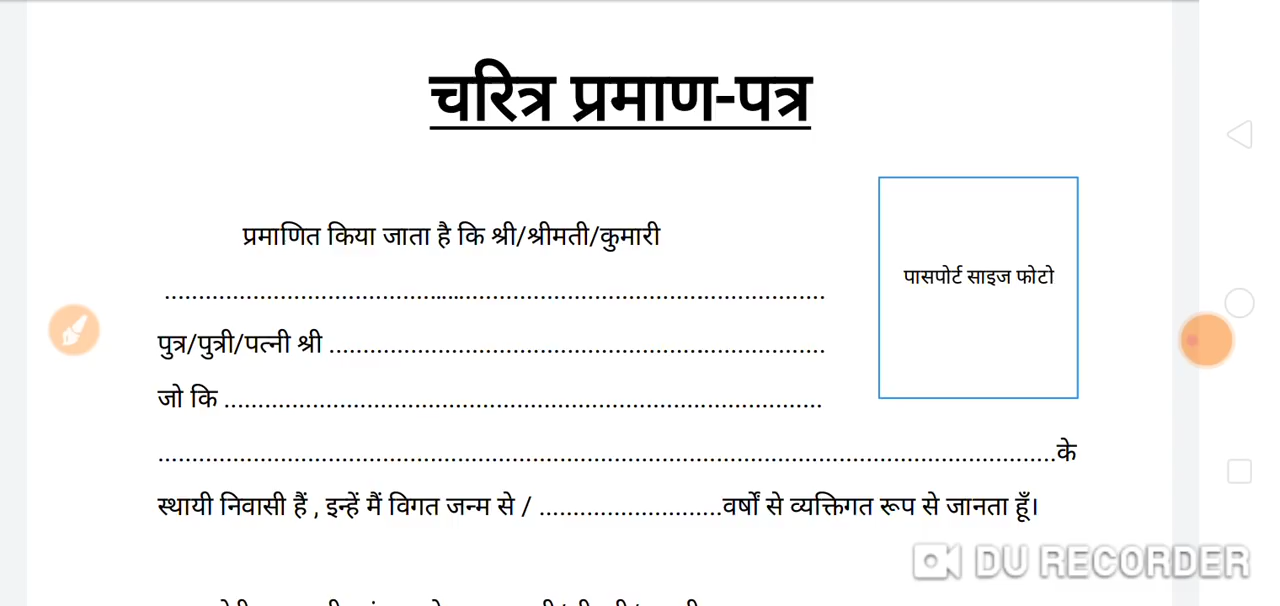 चरित्र प्रमाण-पत्र
प्रमाणित किया जाता है कि श्री/श्रीमती/कुमारी
पासपोर्ट साइज फोटो
..................................................................................................
पुत्र/पुत्री/पत्नी श्री .........................................................................
जो कि ........................................................................................
....................................................................................................................................के
स्थायी निवासी हैं , इन्हें मैं विगत जन्म से / ...........................वर्षों से व्यक्तिगत रूप से जानता हूँ।
DU RECORDER